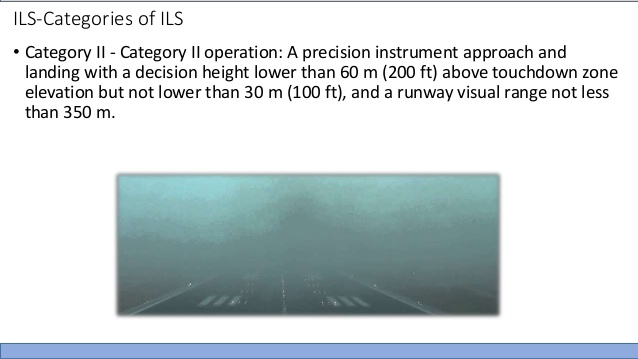 ILS-Categories of ILS
• Category II - Category II operation: A precision instrument approach and
landing with a decision height lower than 60 m (200 ft) above touchdown zone
elevation but not lower than 30 m (100 ft), and a runway visual range not less
than 350 m.